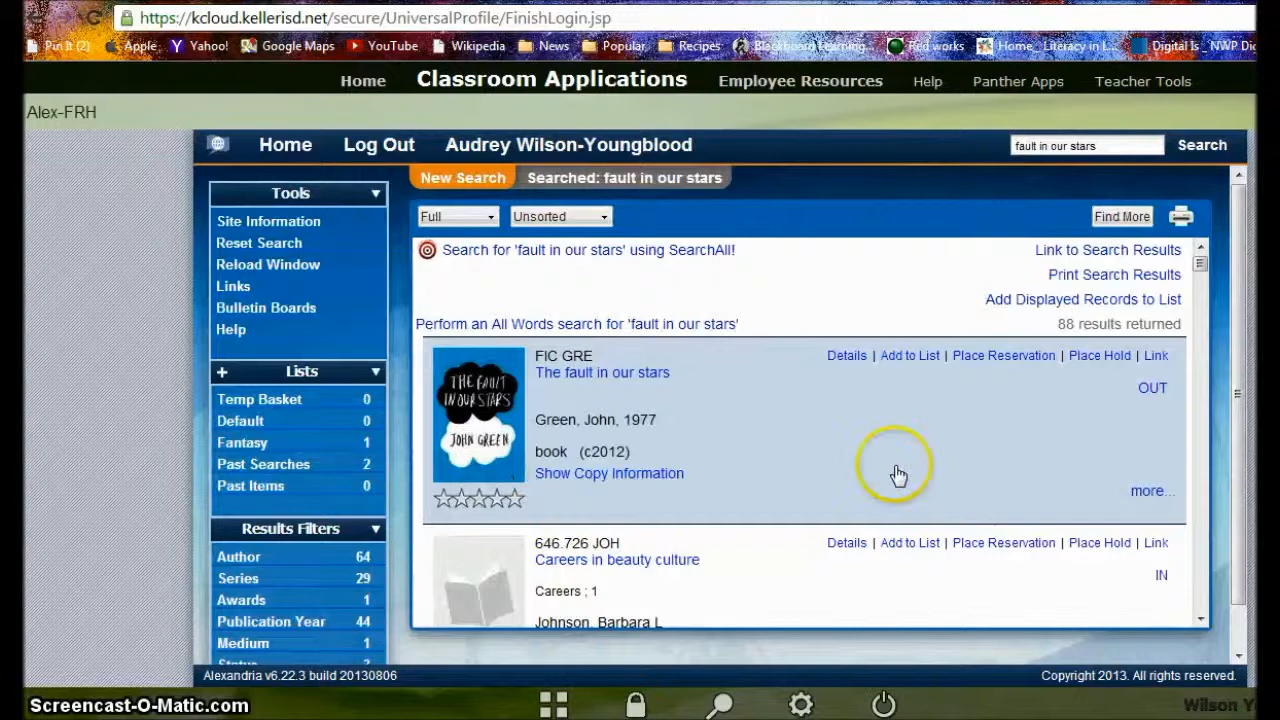 https://kcloud.kellerisd.net/secure/UniversalProfile/FinishLogin.jsp
Pin It (2) Apple Yahoo! Google Maps YouTube Wikipedia News Popular Recipes Blackboard Learning... Red works Home_ Literacy in L... Digital Is _ NWP Dig
Home Classroom Applications Employee Resources Help Panther Apps Teacher Tools
Alex-FRH
Home Log Out Audrey Wilson-Youngblood fault in our stars Search
New Search Searched: fault in our stars
Tools
Site Information
Reset Search
Reload Window
Links
Bulletin Boards
Help
+ Lists
Temp Basket 0
Default 0
Fantasy 1
Past Searches 2
Past Items 0
Results Filters
Author 64
Series 29
Awards 1
Publication Year 44
Medium 1
Full Unsorted Find More
Search for 'fault in our stars' using SearchAll! Link to Search Results
Print Search Results
Add Displayed Records to List
Perform an All Words search for 'fault in our stars' 88 results returned
THE FAULT
IN OUR STARS
JOHN GREEN
FIC GRE Details | Add to List | Place Reservation | Place Hold | Link
The fault in our stars
OUT
Green, John, 1977
book (c2012)
Show Copy Information
more...
646.726 JOH Details | Add to List | Place Reservation | Place Hold | Link
Careers in beauty culture
IN
Careers ; 1
Johnson, Barbara L
Alexandria v6.22.3 build 20130806 Copyright 2013. All rights reserved.
Screencast-O-Matic.com Wilson Y